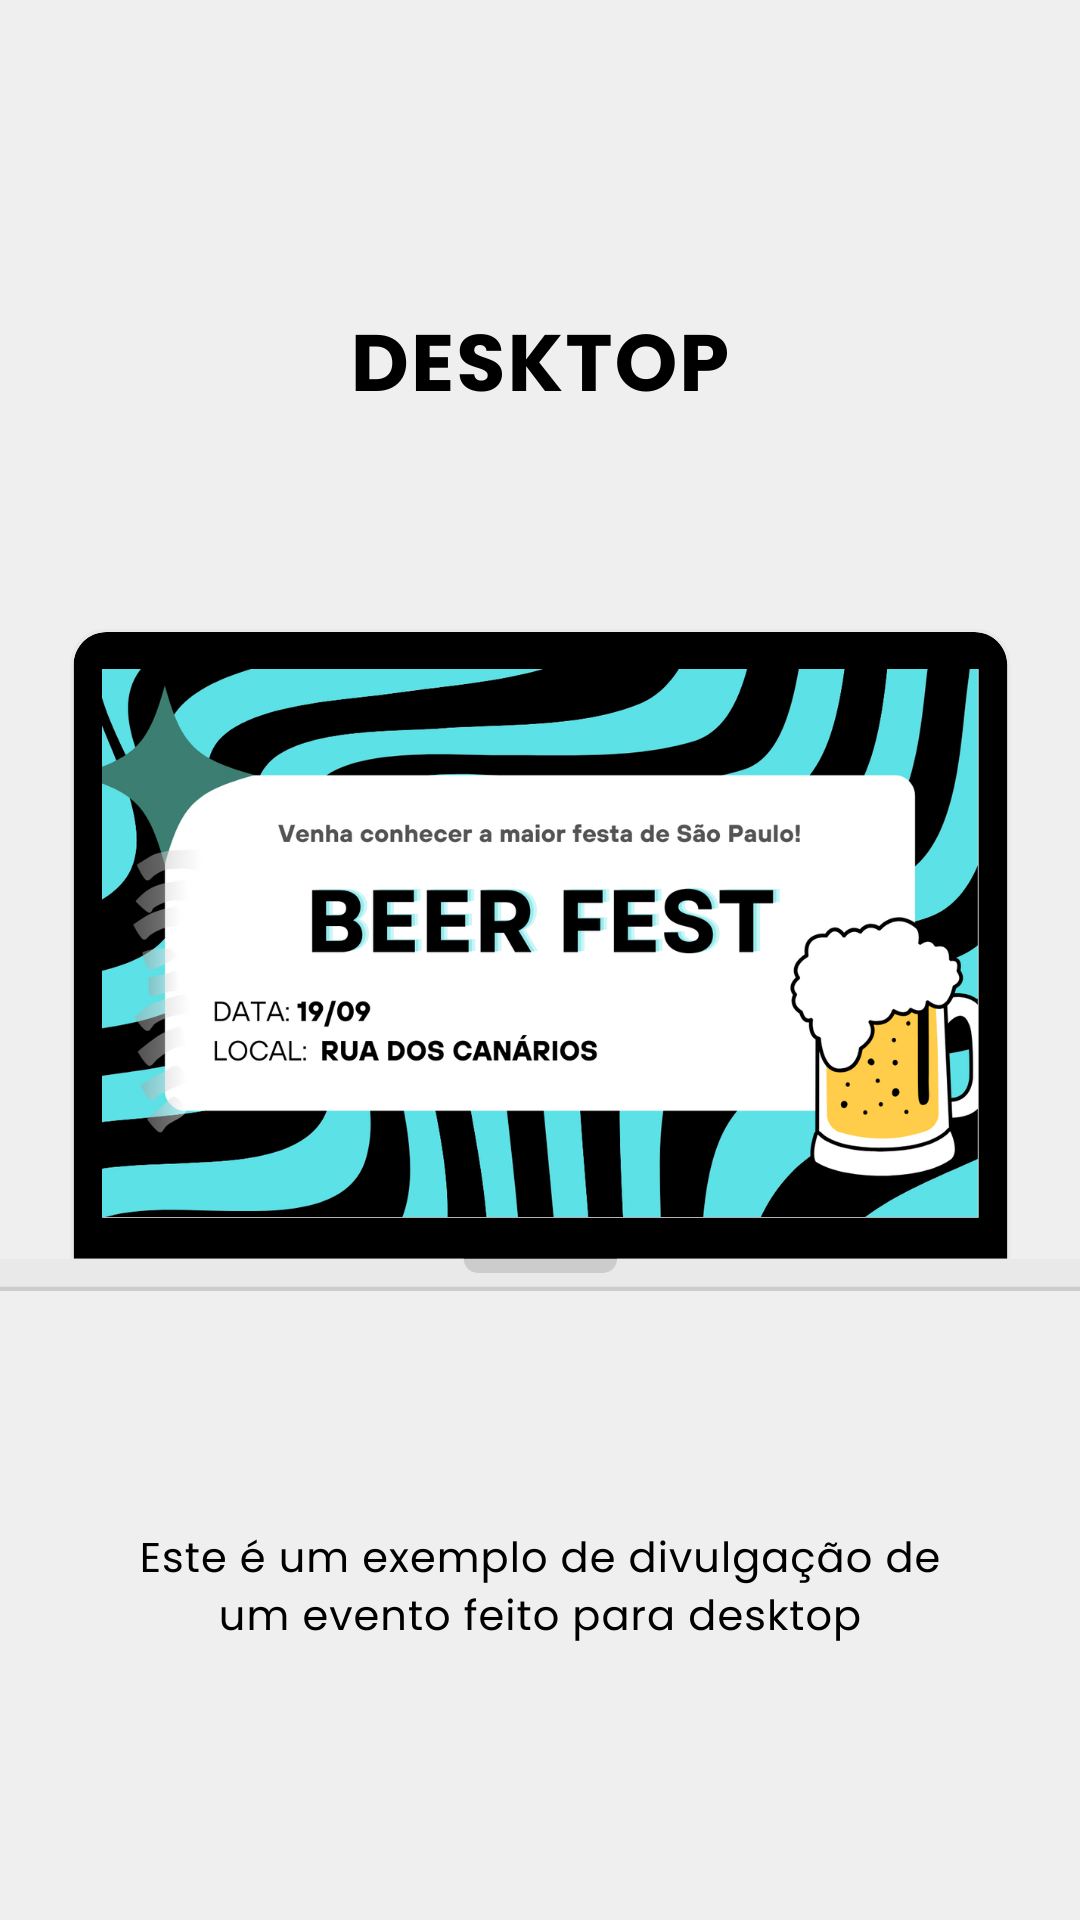 DESKTOP
Venha conhecer a maior festa de São Paulo!
BEER FEST
DATA: 19/09
LOCAL: RUA DOS CANÁRIOS
Este é um exemplo de divulgação de
um evento feito para desktop